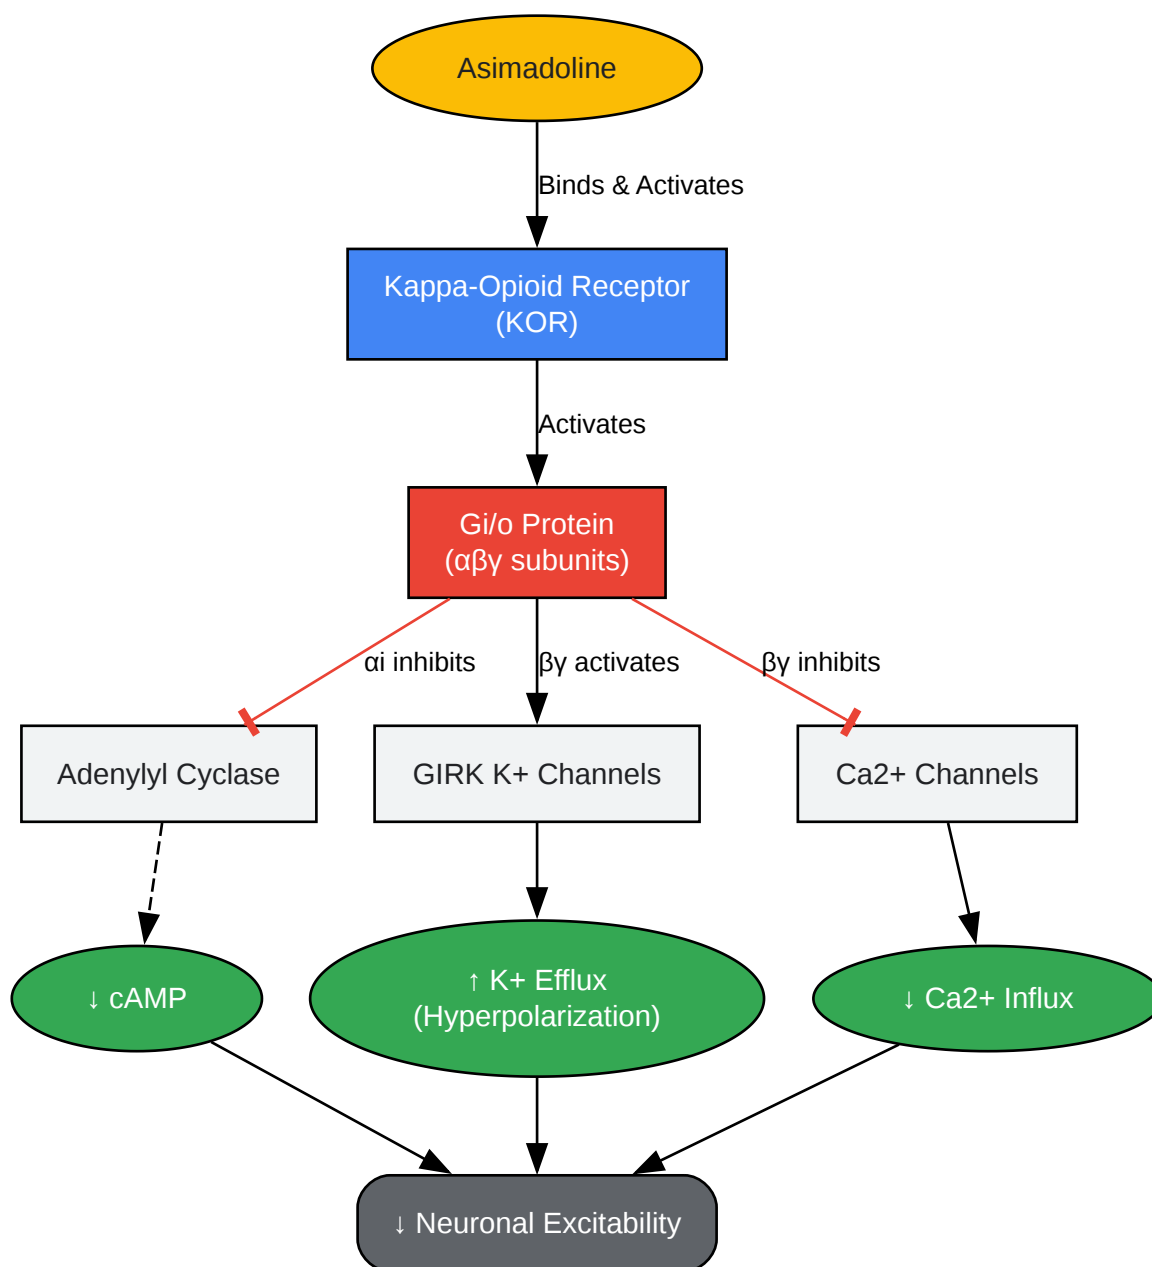 Asimadoline
Binds & Activates
Kappa-Opioid Receptor
(KOR)
Activates
Gi/o Protein
(αβγ subunits)
αi inhibits
βγ activates
βγ inhibits
Adenylyl Cyclase
GIRK K+ Channels
Ca2+ Channels
↓ cAMP
↑ K+ Efflux
(Hyperpolarization)
↓ Ca2+ Influx
↓ Neuronal Excitability